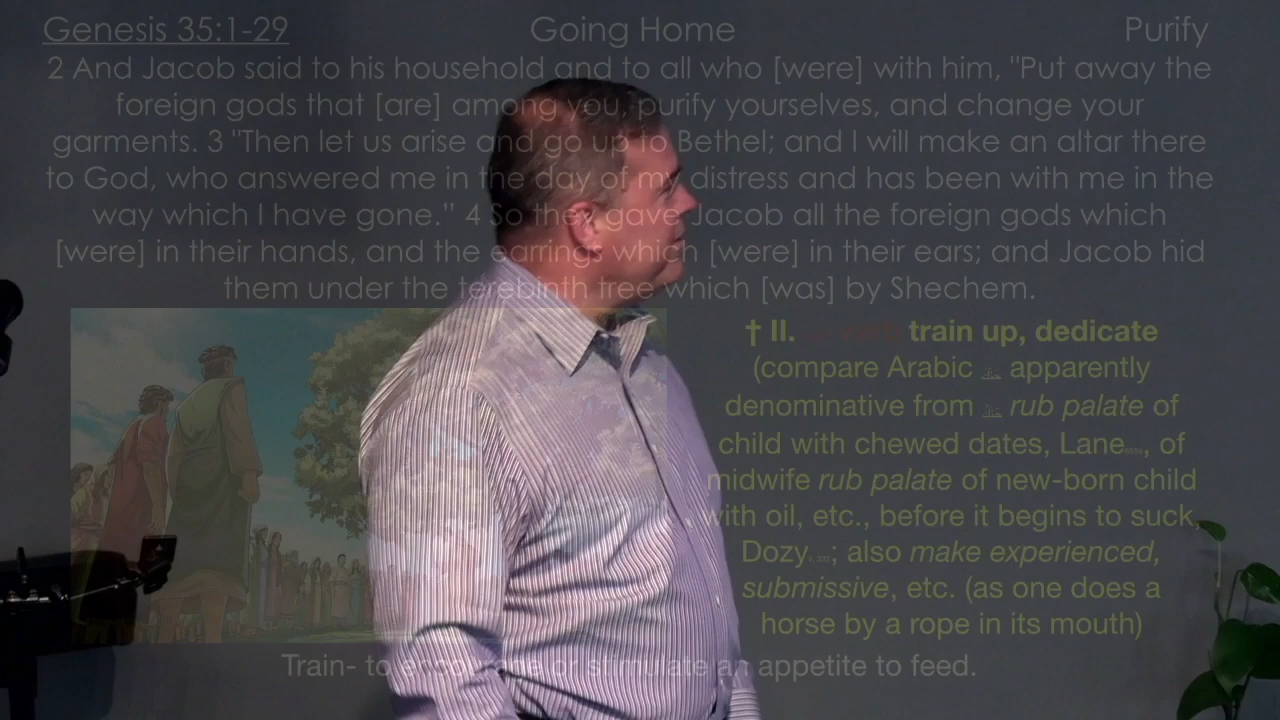 Genesis 35:1-29 Going Home Purify
2 And Jacob said to his household and to all who [were] with him, "Put away the
foreign gods that [are] purify yourselves, and change your
garments. 3 "Then let us arise and go Bethel; and I will make an altar there
to God, who answered me in the day of my distress and has been with me in the
way which I have gone." 4 So they gave Jacob all the foreign gods which
[were] in their hands, and the which [were] in their ears; and Jacob hid
them under the terebinth tree which [was] by Shechem.
† II. train up, dedicate
(compare Arabic apparently
denominative from rub palate of
child with chewed dates, Lane, of
midwife rub palate of new-born child
with oil, etc., before it begins to suck,
Dozy; also make experienced,
submissive, etc. (as one does a
horse by a rope in its mouth)
Train- to encourage or stimulate an appetite to feed.